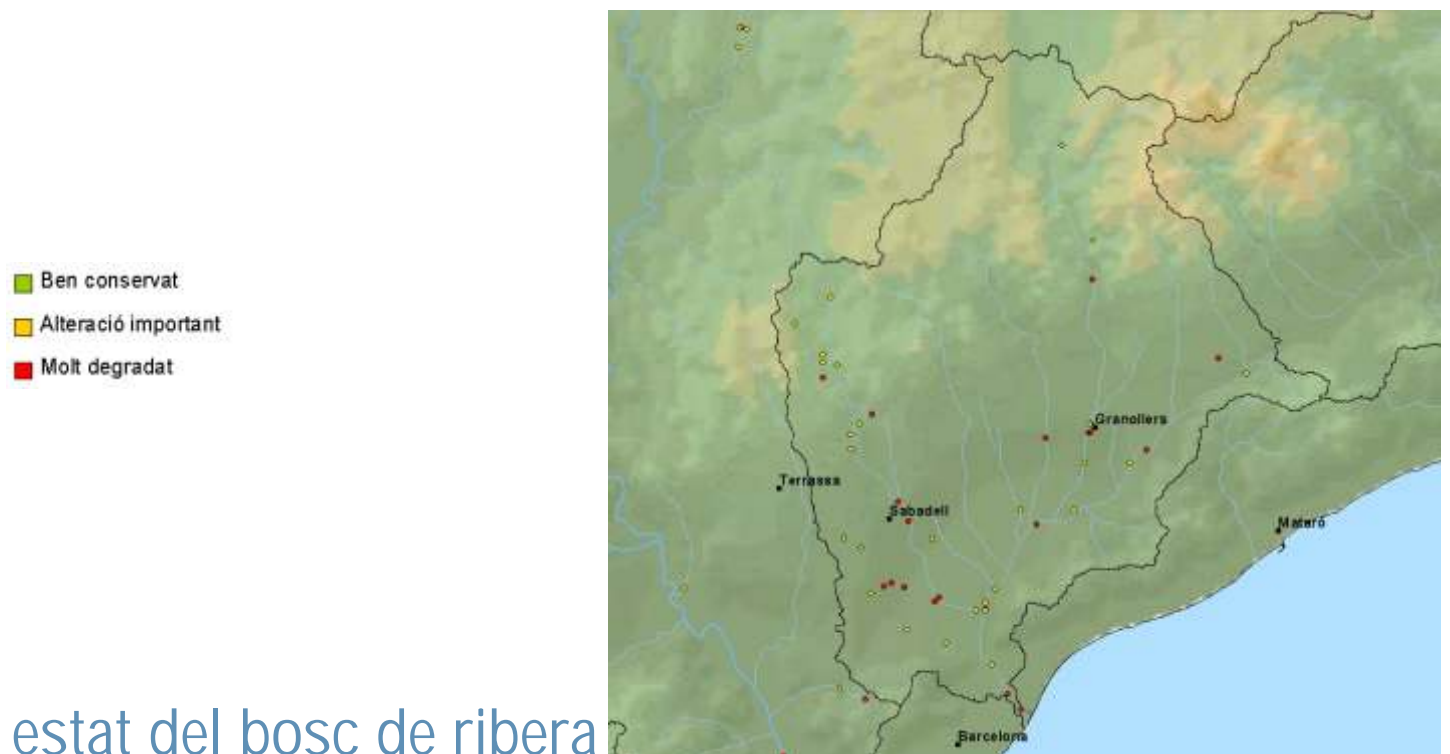 Ben conservat
Alteració important
Molt degradat
Granollers
Terrassa
Sabadell
Mataró
Barcelona
estat del bosc de ribera